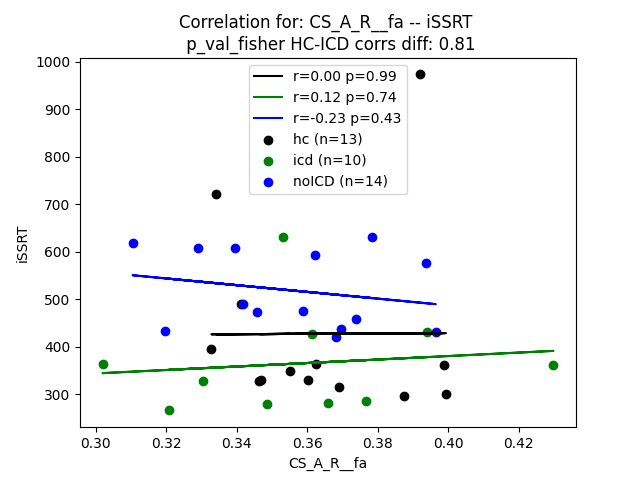 Correlation for: CS_A_R__fa -- iSSRT
p_val_fisher HC-ICD corrs diff: 0.81
1000
900
800
700
600
500
400
300
iSSRT
r=0.00 p=0.99
r=0.12 p=0.74
r=-0.23 p=0.43
hc (n=13)
icd (n=10)
noICD (n=14)
0.30 0.32 0.34 0.36 0.38 0.40 0.42
CS_A_R__fa